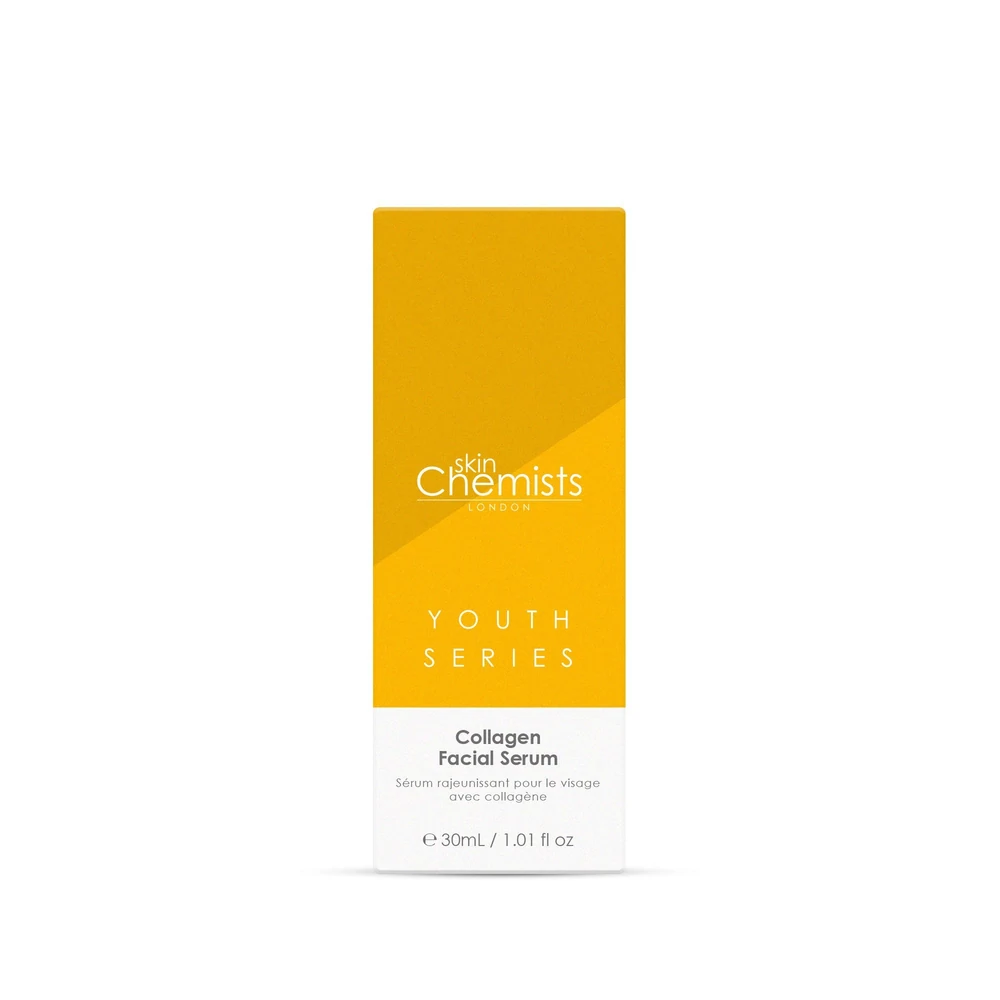 skin
Chemists
LONDON
YOUTH
SERIES
Collagen
Facial Serum
Sérum rajeunissant pour le visage
avec collagène
℮ 30mL / 1.01 fl oz